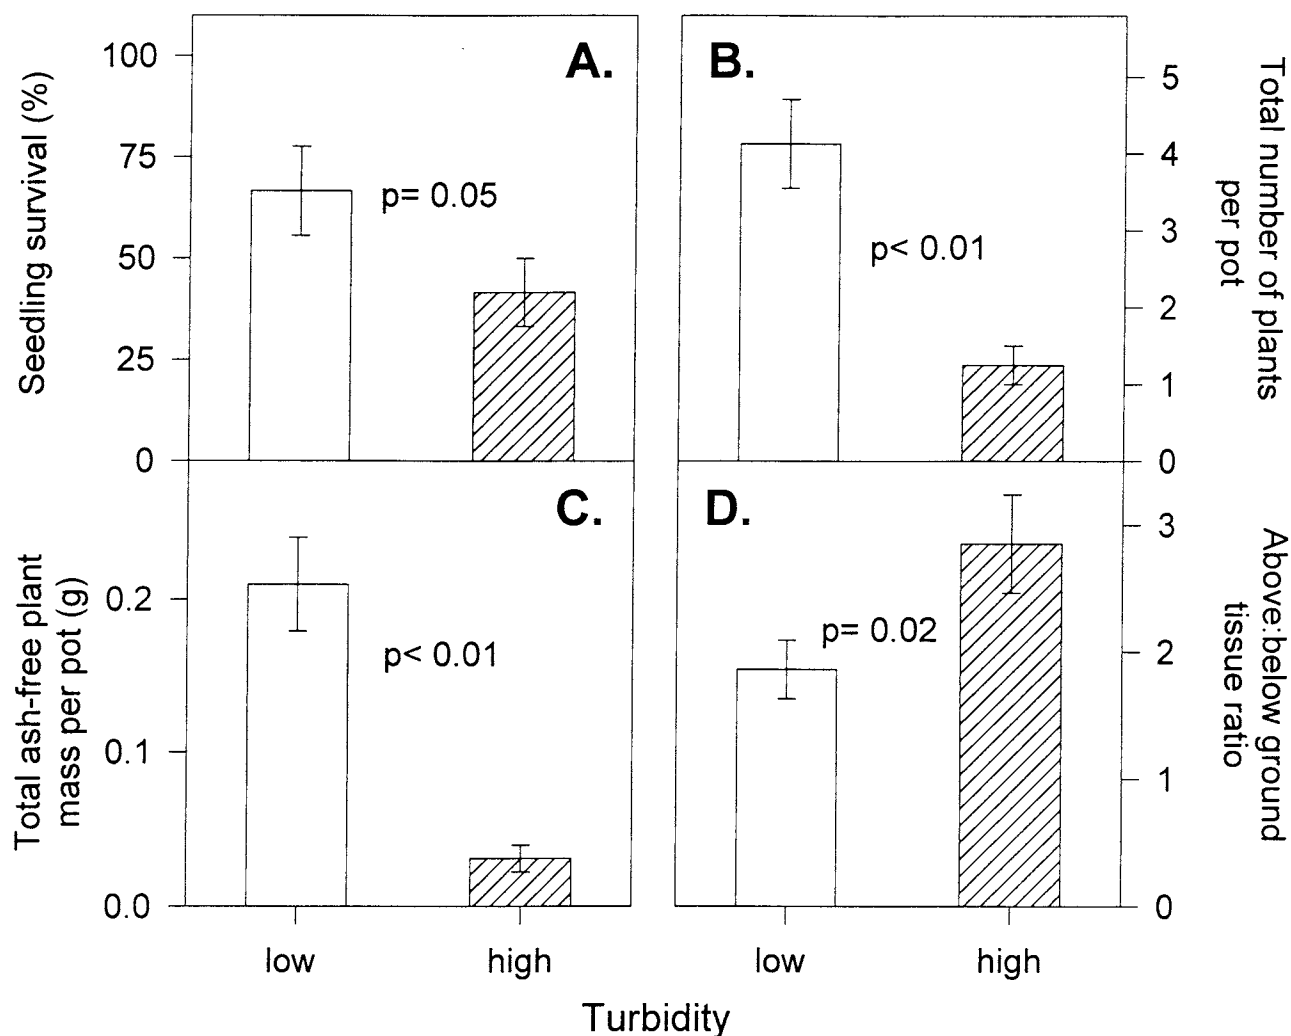 A.
Seedling survival (%)
100
75
50
25
0
p= 0.05
B.
5
4
3
2
1
0
p< 0.01
Total number of plants
per pot
C.
Total ash-free plant
mass per pot (g)
0.2
0.1
0.0
p< 0.01
low
high
D.
3
2
1
0
p= 0.02
Above:below ground
tissue ratio
low
high
Turbidity